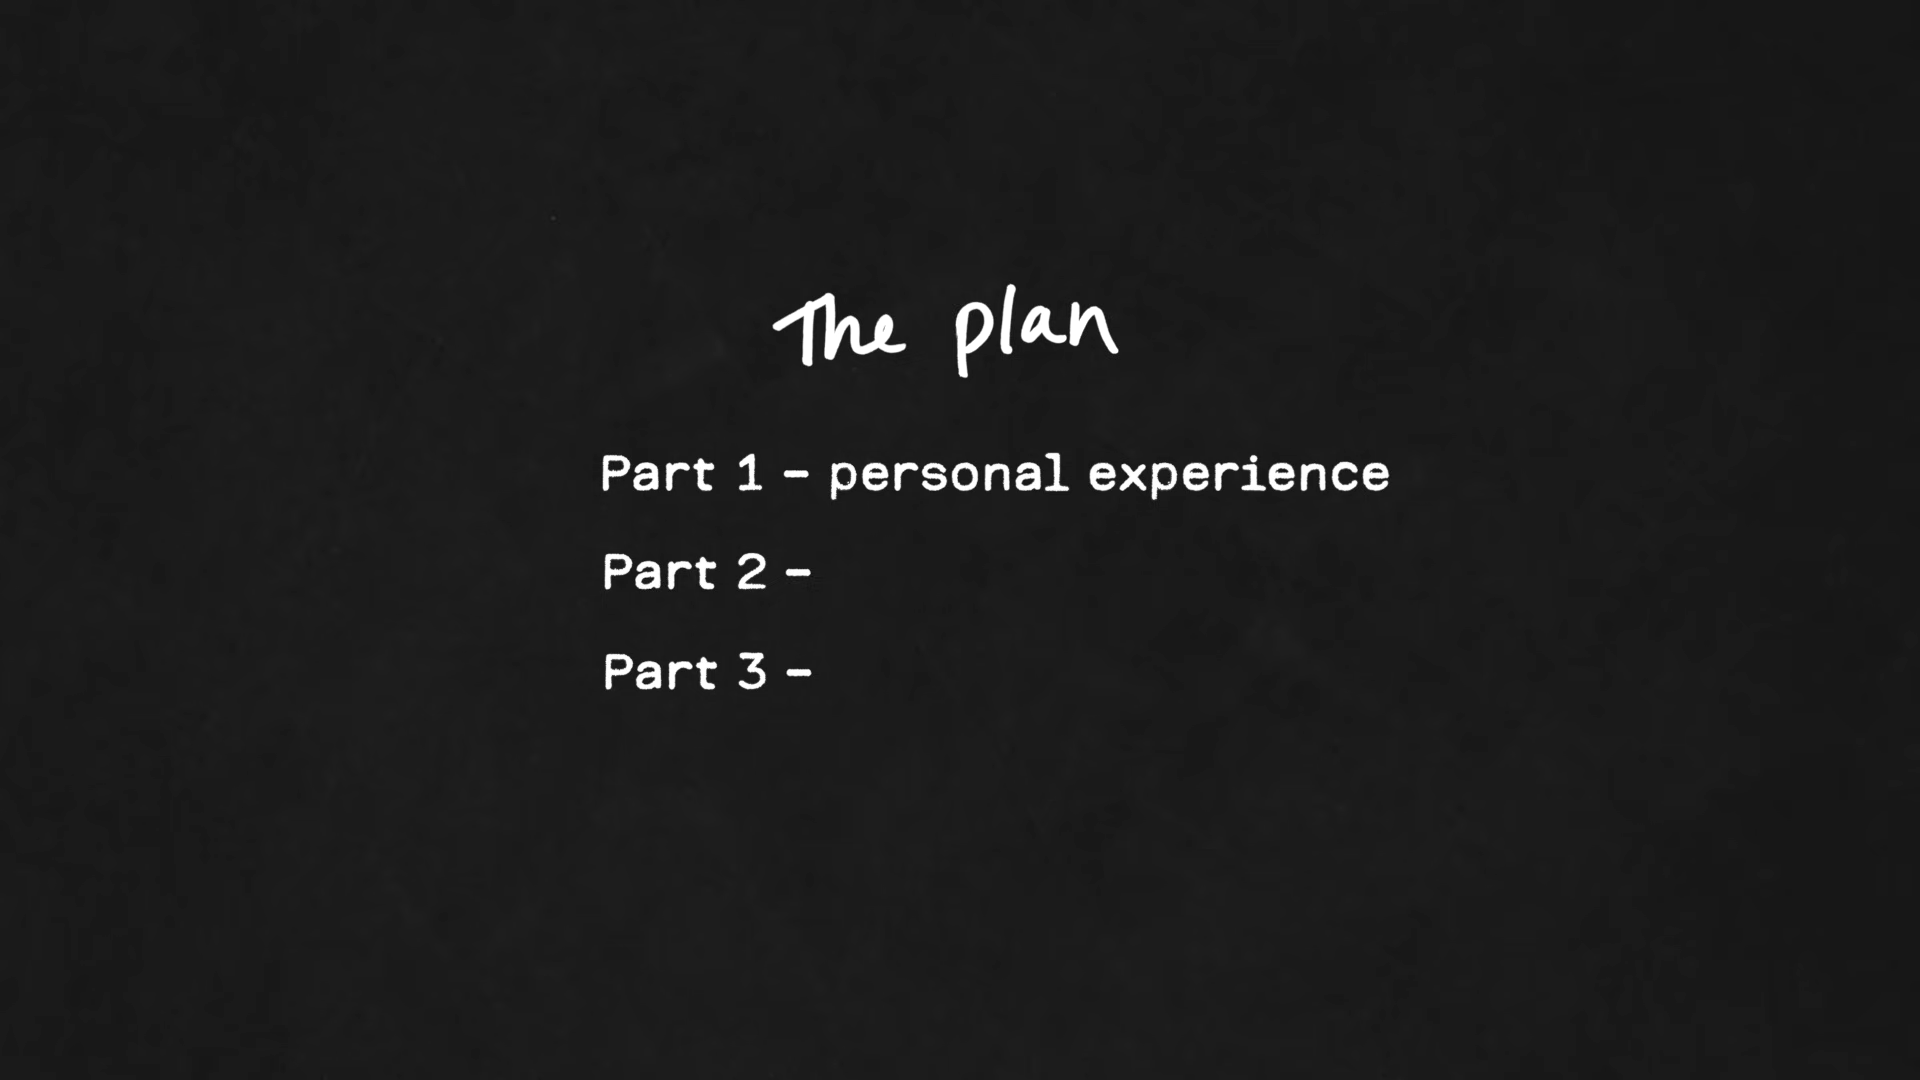 The plan
Part 1 - personal experience
Part 2 -
Part 3 -